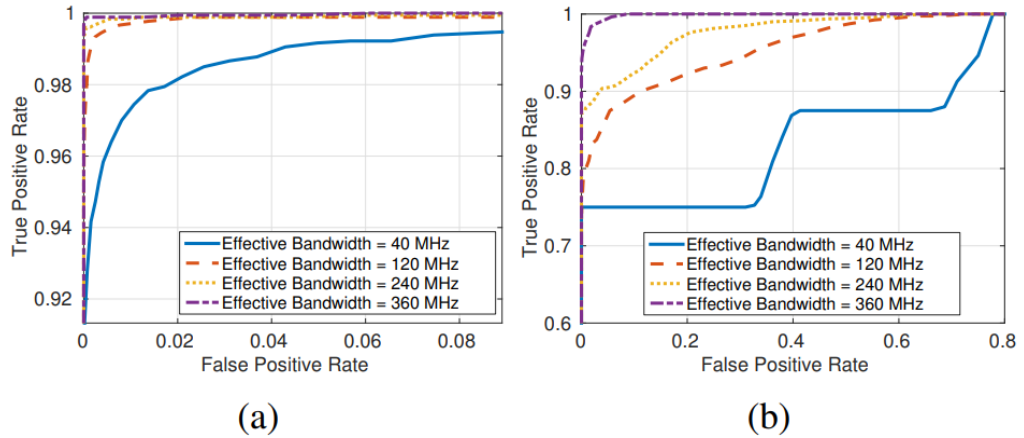 1
0.98
0.96
0.94
0.92
True Positive Rate
0
0.02
0.04
0.06
0.08
False Positive Rate
Effective Bandwidth = 40 MHz
Effective Bandwidth = 120 MHz
Effective Bandwidth = 240 MHz
Effective Bandwidth = 360 MHz
(a)
1
0.9
0.8
0.7
0.6
True Positive Rate
0
0.2
0.4
0.6
0.8
False Positive Rate
Effective Bandwidth = 40 MHz
Effective Bandwidth = 120 MHz
Effective Bandwidth = 240 MHz
Effective Bandwidth = 360 MHz
(b)